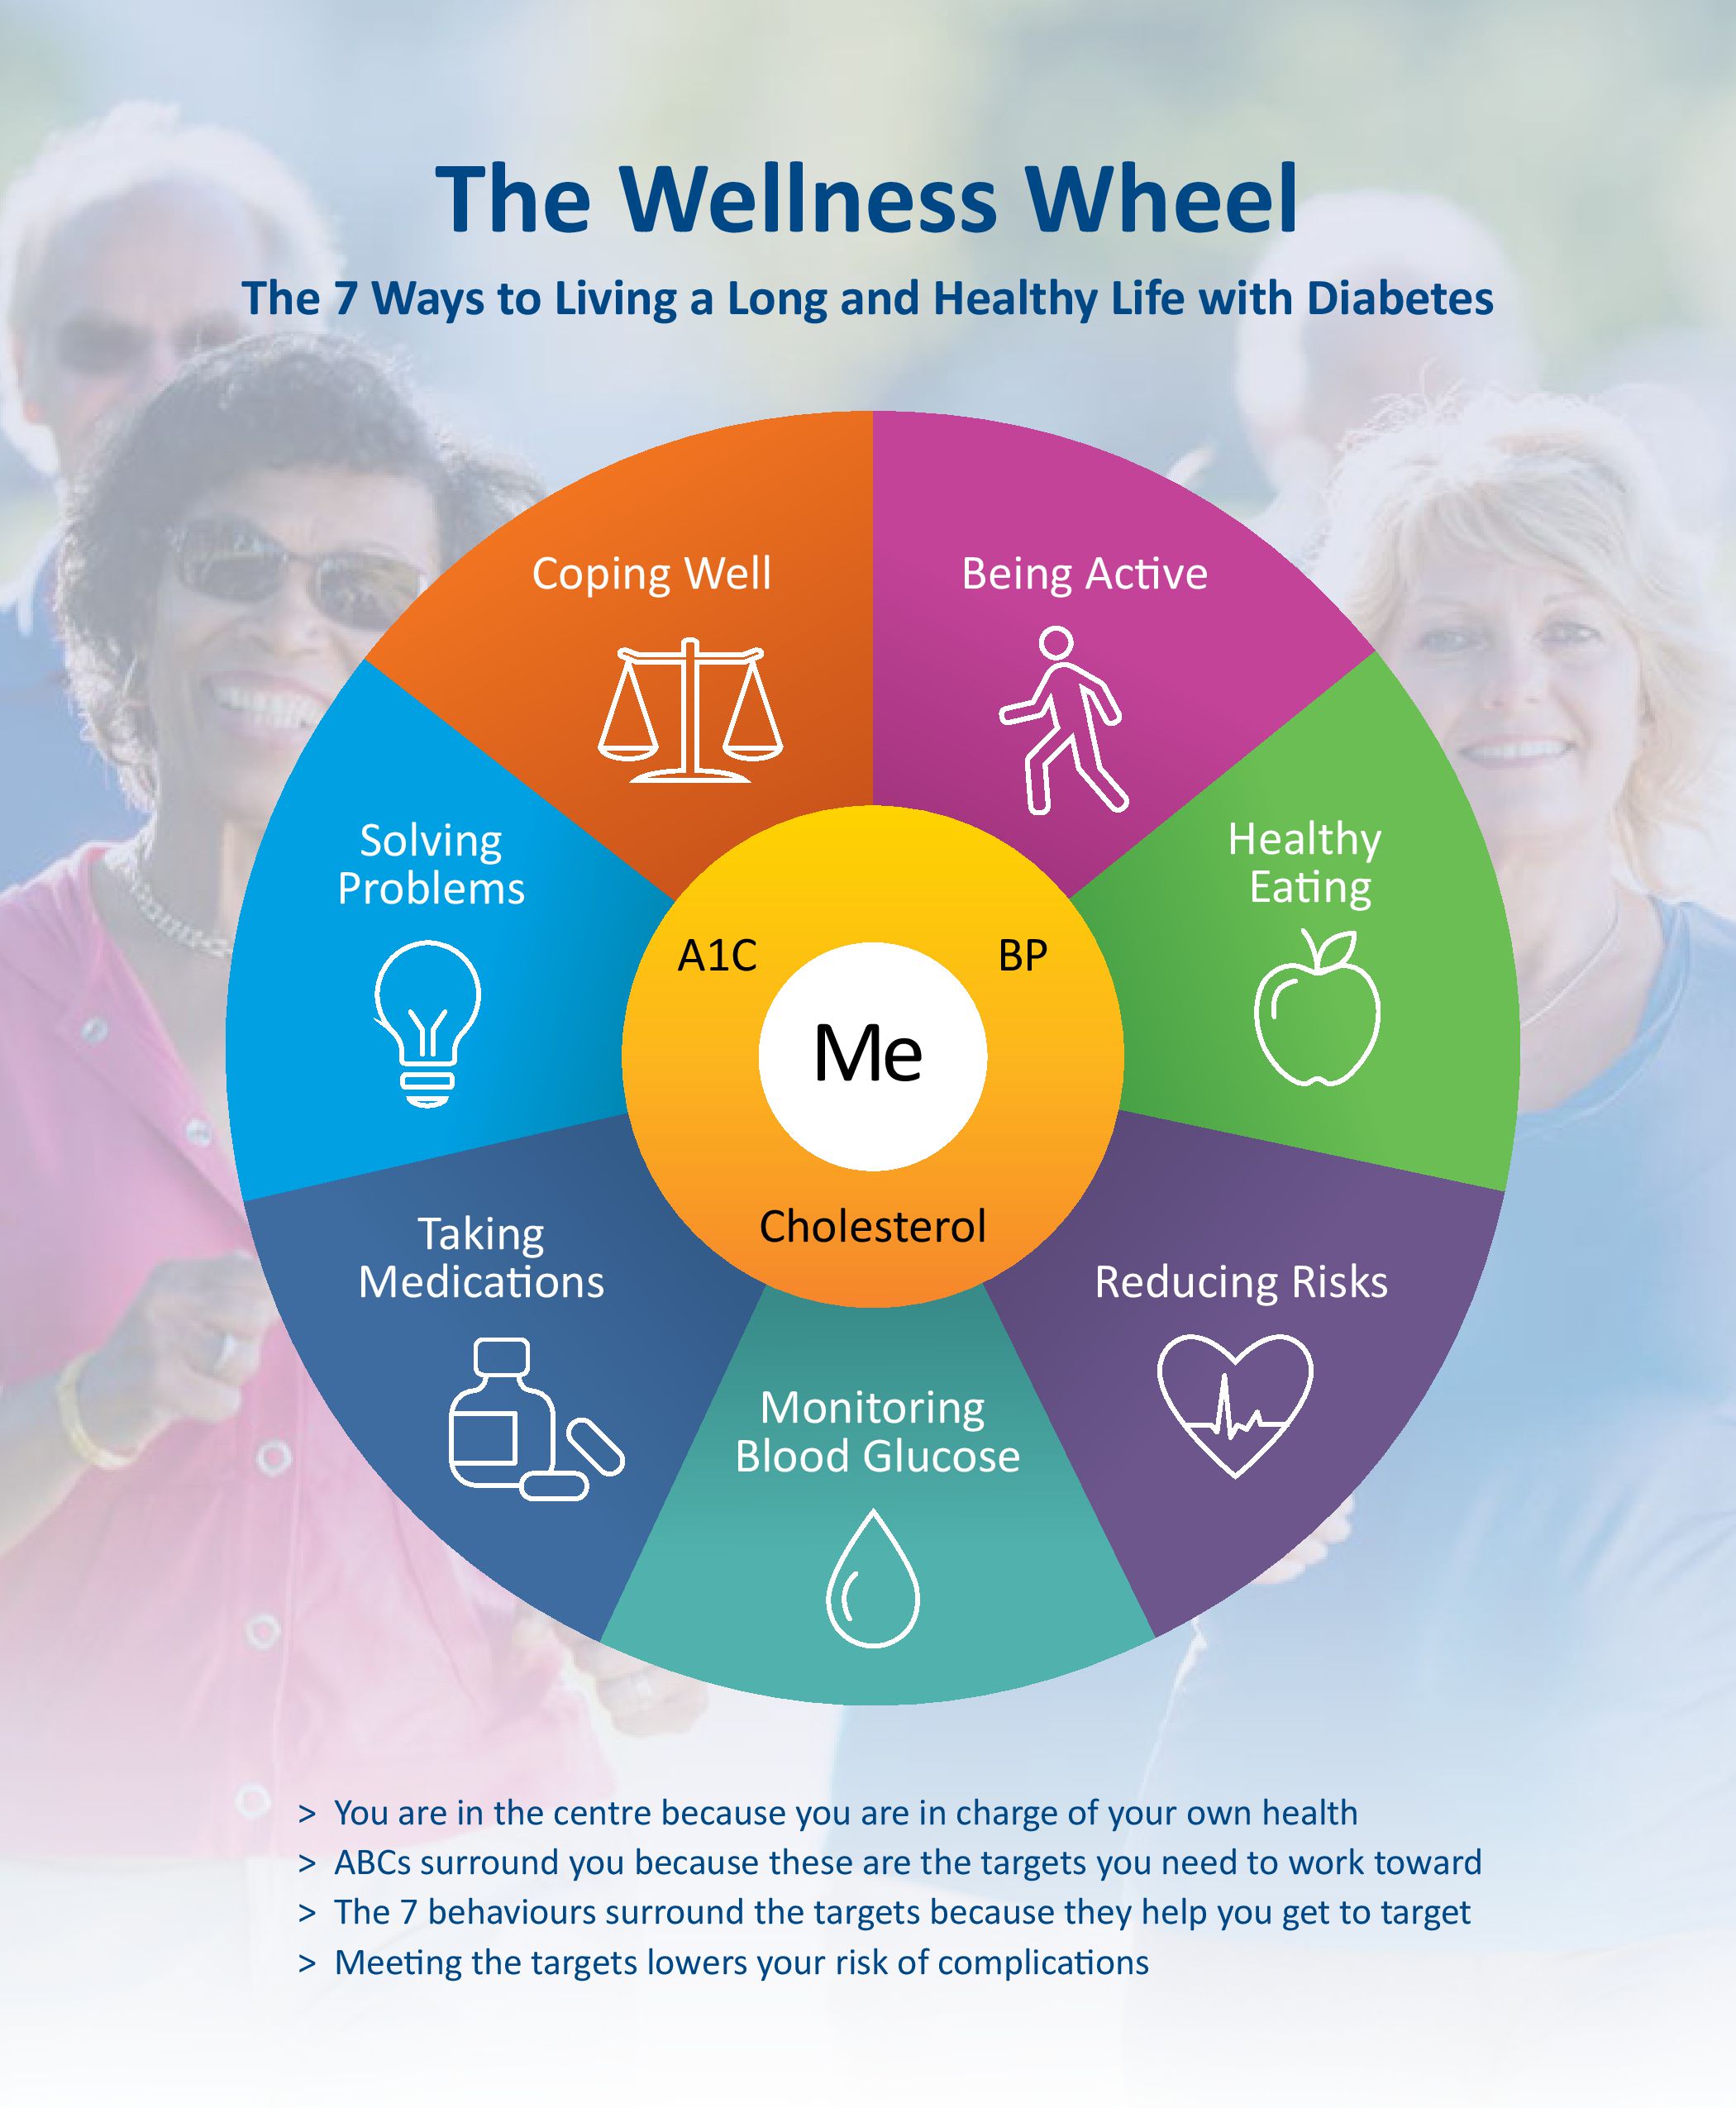 The Wellness Wheel
The 7 Ways to Living a Long and Healthy Life with Diabetes
Coping Well
Being Active
Solving
Problems
Healthy
Eating
A1C
BP
Me
Cholesterol
Taking
Medications
Reducing Risks
Monitoring
Blood Glucose
> You are in the centre because you are in charge of your own health
> ABCs surround you because these are the targets you need to work toward
> The 7 behaviours surround the targets because they help you get to target
> Meeting the targets lowers your risk of complications